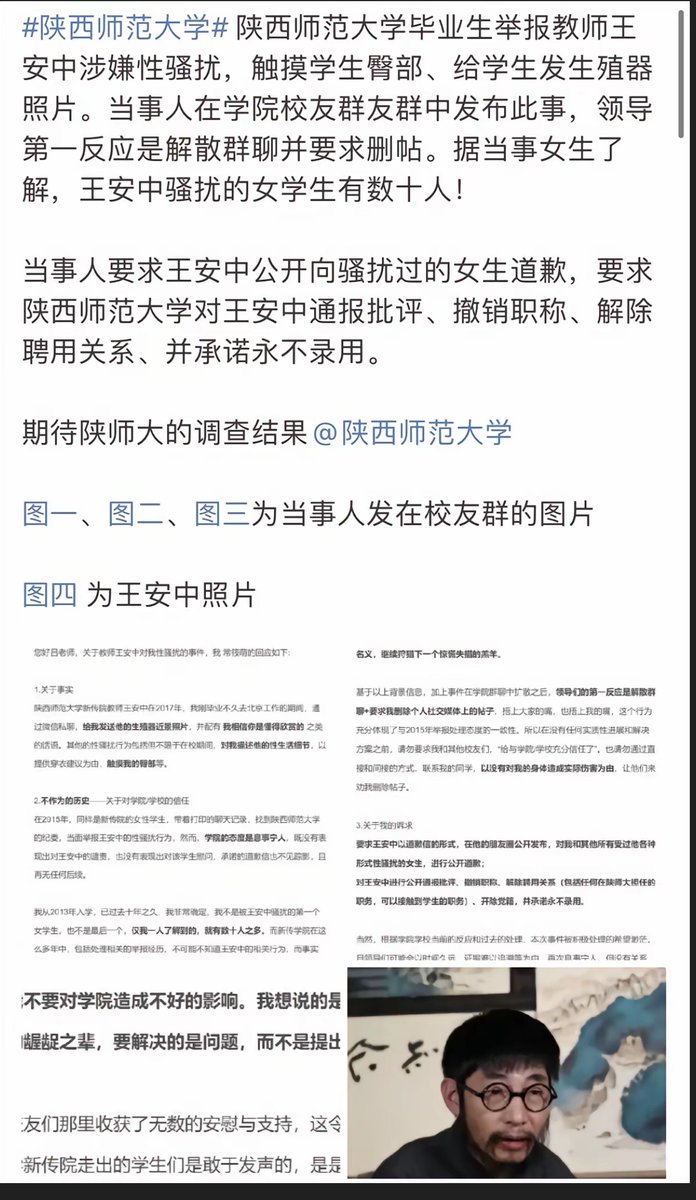 #陕西师范大学# 陕西师范大学毕业生举报教师王
安中涉嫌性骚扰，触摸学生臀部、给学生发生殖器
照片。当事人在学院校友群友群中发布此事，领导
第一反应是解散群聊并要求删帖。据当事女生了
解，王安中骚扰的女学生有数十人！
当事人要求王安中公开向骚扰过的女生道歉，要求
陕西师范大学对王安中通报批评、撤销职称、解除
聘用关系、并承诺永不录用。
期待陕师大的调查结果@陕西师范大学
图一、图二、图三为当事人发在校友群的图片
图四 为王安中照片
您好吕老师，关于教师王安中对我性骚扰的事件，我 常筱萌的回应如下：
1.关于事实
陕西师范大学新传院教师王安中在2017年，我刚毕业不久去北京工作的期间，通
过微信私聊，给我发送他的生殖器近景照片，并配有 我相信你是懂得欣赏的 之类
的话语。其他的性骚扰行为包括但不限于在校期间，对我描述他的性生活细节，以
提供穿衣建议为由，触摸我的臀部等。
2.不作为的历史——关于对学院/学校的信任
在2015年，同样是新传院的女性学生，带着打印的聊天记录，找到陕西师范大学
的纪委，当面举报王安中的性骚扰行为，然而，学院的态度是息事宁人，既没有表
现出对王安中的谴责，也没有表现出对该学生慰问，承诺的道歉信也不见踪影，且
再无任何后续。
我从2013年入学，已过去十年之久，我非常确定，我不是被王安中骚扰的第一个
女学生，也不是最后一个，仅我一人了解到的，就有数十人之多。而新传学院在这
么多年中，包括处理相关的举报经历，不可能不知道王安中的相关行为，而事实
名义，继续狩猎下一个惊慌失措的羔羊。
基于以上背景信息，加上事件在学院群聊中扩散之后，领导们的第一反应是解散群
聊+要求我删除个人社交媒体上的帖子，捂上大家的嘴，也捂上我的嘴，这个行为
充分体现了与2015年举报处理态度的一致性。所以在没有任何实质性进展和解决
方案之前，请勿要求我和其他校友们，“给与学院/学校充分信任了”，也请勿通过直
接和间接的方式，联系我的同学，以没有对我的身体造成实际伤害为由，让他们来
劝我删除帖子。
3.关于我的诉求
要求王安中以道歉信的形式，在他的朋友圈公开发布，对我和其他所有受过他各种
形式性骚扰的女生，进行公开道歉；
对王安中进行公开通报批评、撤销职称、解除聘用关系（包括任何在陕师大担任的
职务，可以接触到学生的职务）、开除党籍，并承诺永不录用。
当然，根据学院学校当前的反应和过去的处理，本次事件被积极处理的希望渺茫。
不要对学院造成不好的影响。我想说的是
龌龊之辈，要解决的是问题，而不是提出
友们那里收获了无数的安慰与支持，这令
新传院走出的学生们是敢于发声的，是